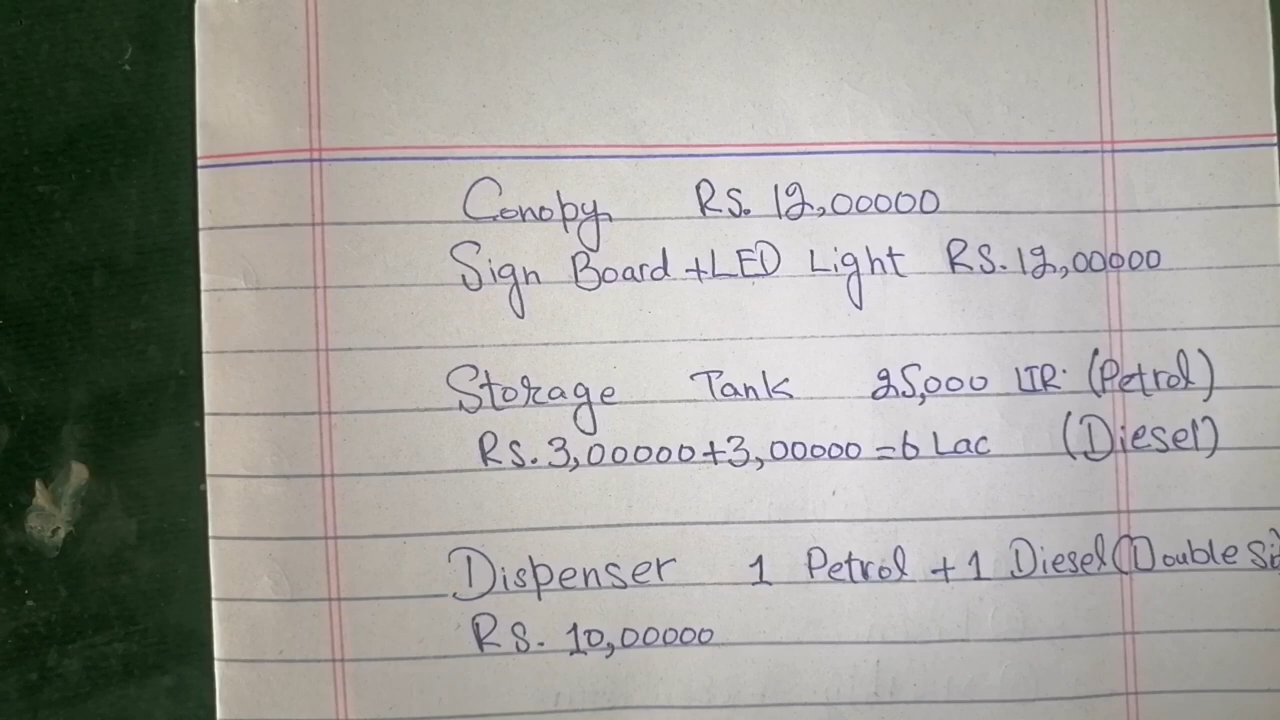 Conopy Rs. 12,00000
Sign Board + LED Light Rs. 12,00000
Storage Tank 25,000 LTR. (Petrol)
Rs. 3,00000+3,00000 = 6 Lac (Diesel)
Dispenser 1 Petrol + 1 Diesel (Double Si
Rs. 10,00000